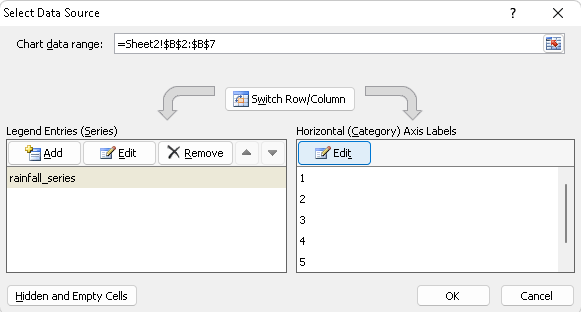 Select Data Source
? ×
Chart data range: =Sheet2!$B$2:$B$7
Switch Row/Column
Legend Entries (Series)
Add Edit Remove
rainfall_series
Horizontal (Category) Axis Labels
Edit
1
2
3
4
5
Hidden and Empty Cells
OK Cancel